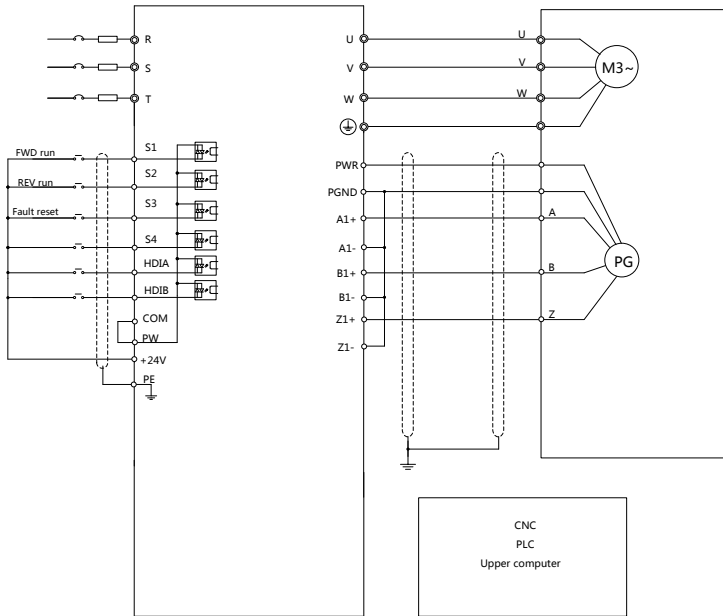 R
S
T
U
V
W
U
V
W
M3~
FWD run
REV run
Fault reset
S1
S2
S3
S4
HDIA
HDIB
COM
PW
+24V
PE
PWR
PGND
A1+
A1-
B1+
B1-
Z1+
Z1-
A
B
Z
PG
CNC
PLC
Upper computer